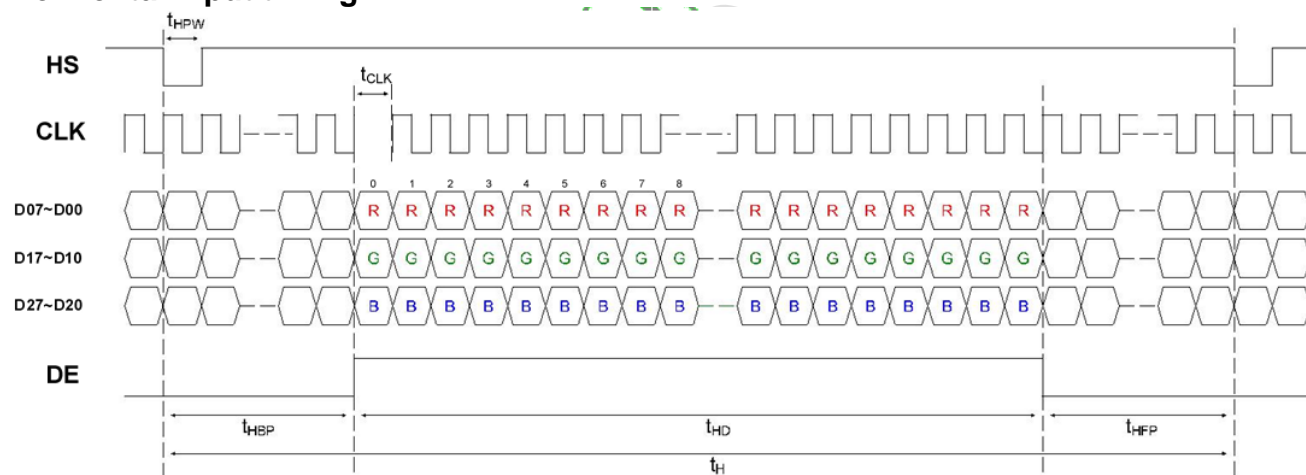 tHPW
HS
tCLK
CLK
0 1 2 3 4 5 6 7 8
D07~D00 R R R R R R R R R R R R R R R R R
D17~D10 G G G G G G G G G G G G G G G G G
D27~D20 B B B B B B B B B B B B B B B B B
DE
tHBP tHD tHFP
tH